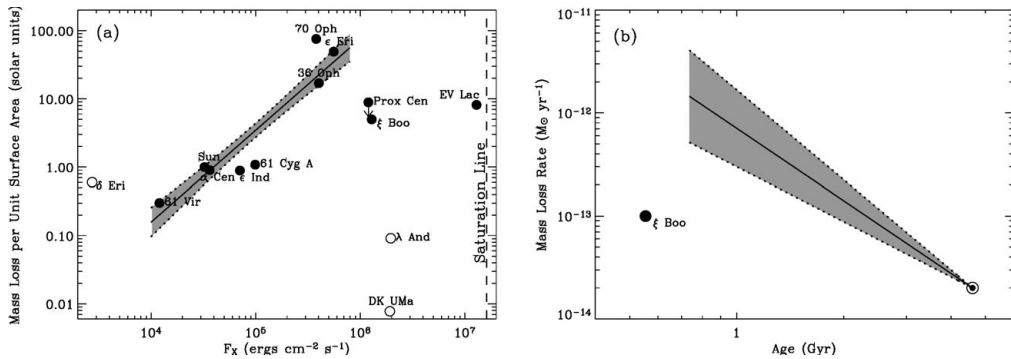 Mass Loss per Unit Surface Area (solar units)
100.00
10.00
1.00
0.10
0.01
(a)
70 Oph
ε Eri
36 Oph
Prox Cen
EV Lac
ξ Boo
Sun
61 Cyg A
α Cen
ε Ind
δ Eri
61 Vir
λ And
DK UMa
Saturation Line
10⁴
10⁵
10⁶
10⁷
Fₓ (ergs cm⁻² s⁻¹)
Mass Loss Rate (M⊙ yr⁻¹)
10⁻¹¹
10⁻¹²
10⁻¹³
10⁻¹⁴
(b)
ξ Boo
1
Age (Gyr)